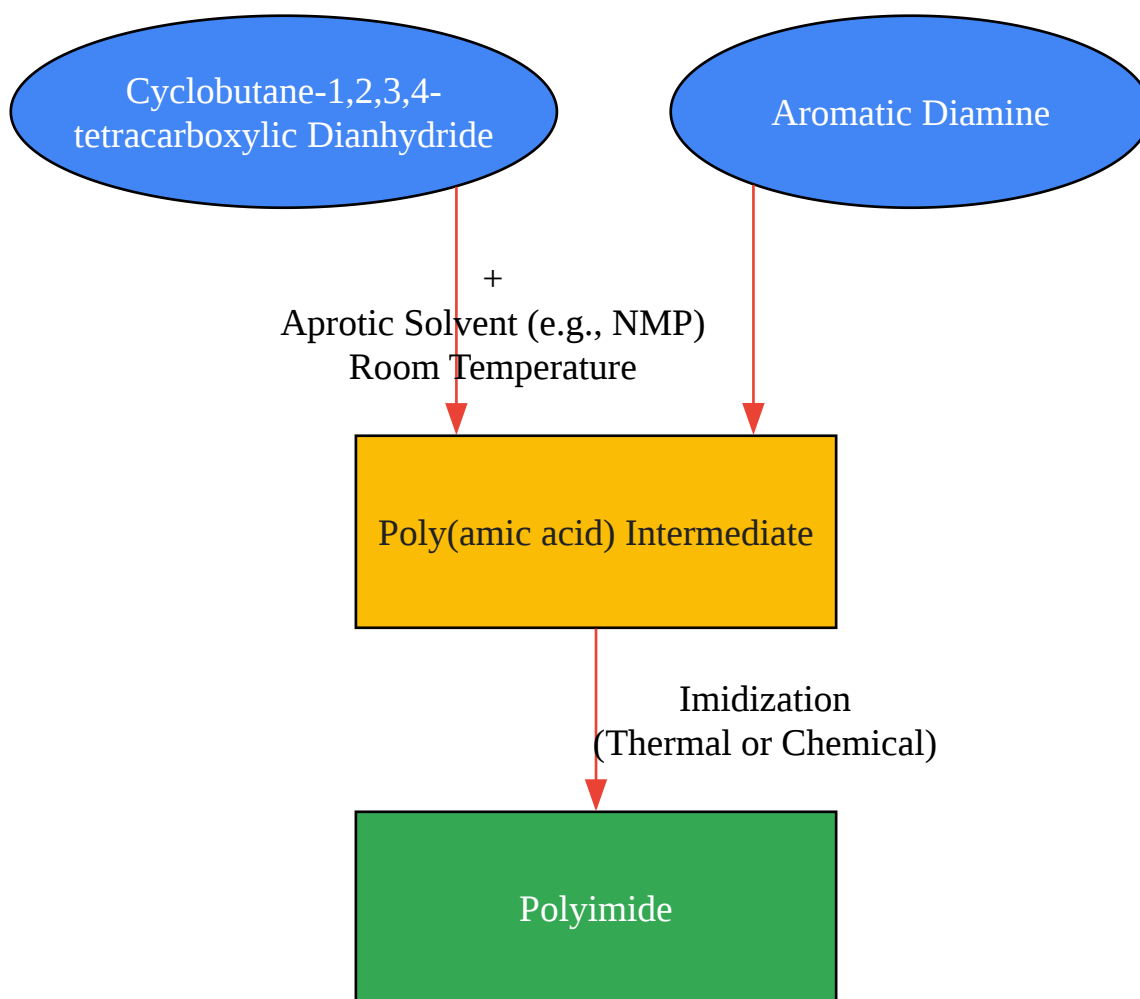 Cyclobutane-1,2,3,4-
tetracarboxylic Dianhydride
Aromatic Diamine
+
Aprotic Solvent (e.g., NMP)
Room Temperature
Poly(amic acid) Intermediate
Imidization
(Thermal or Chemical)
Polyimide